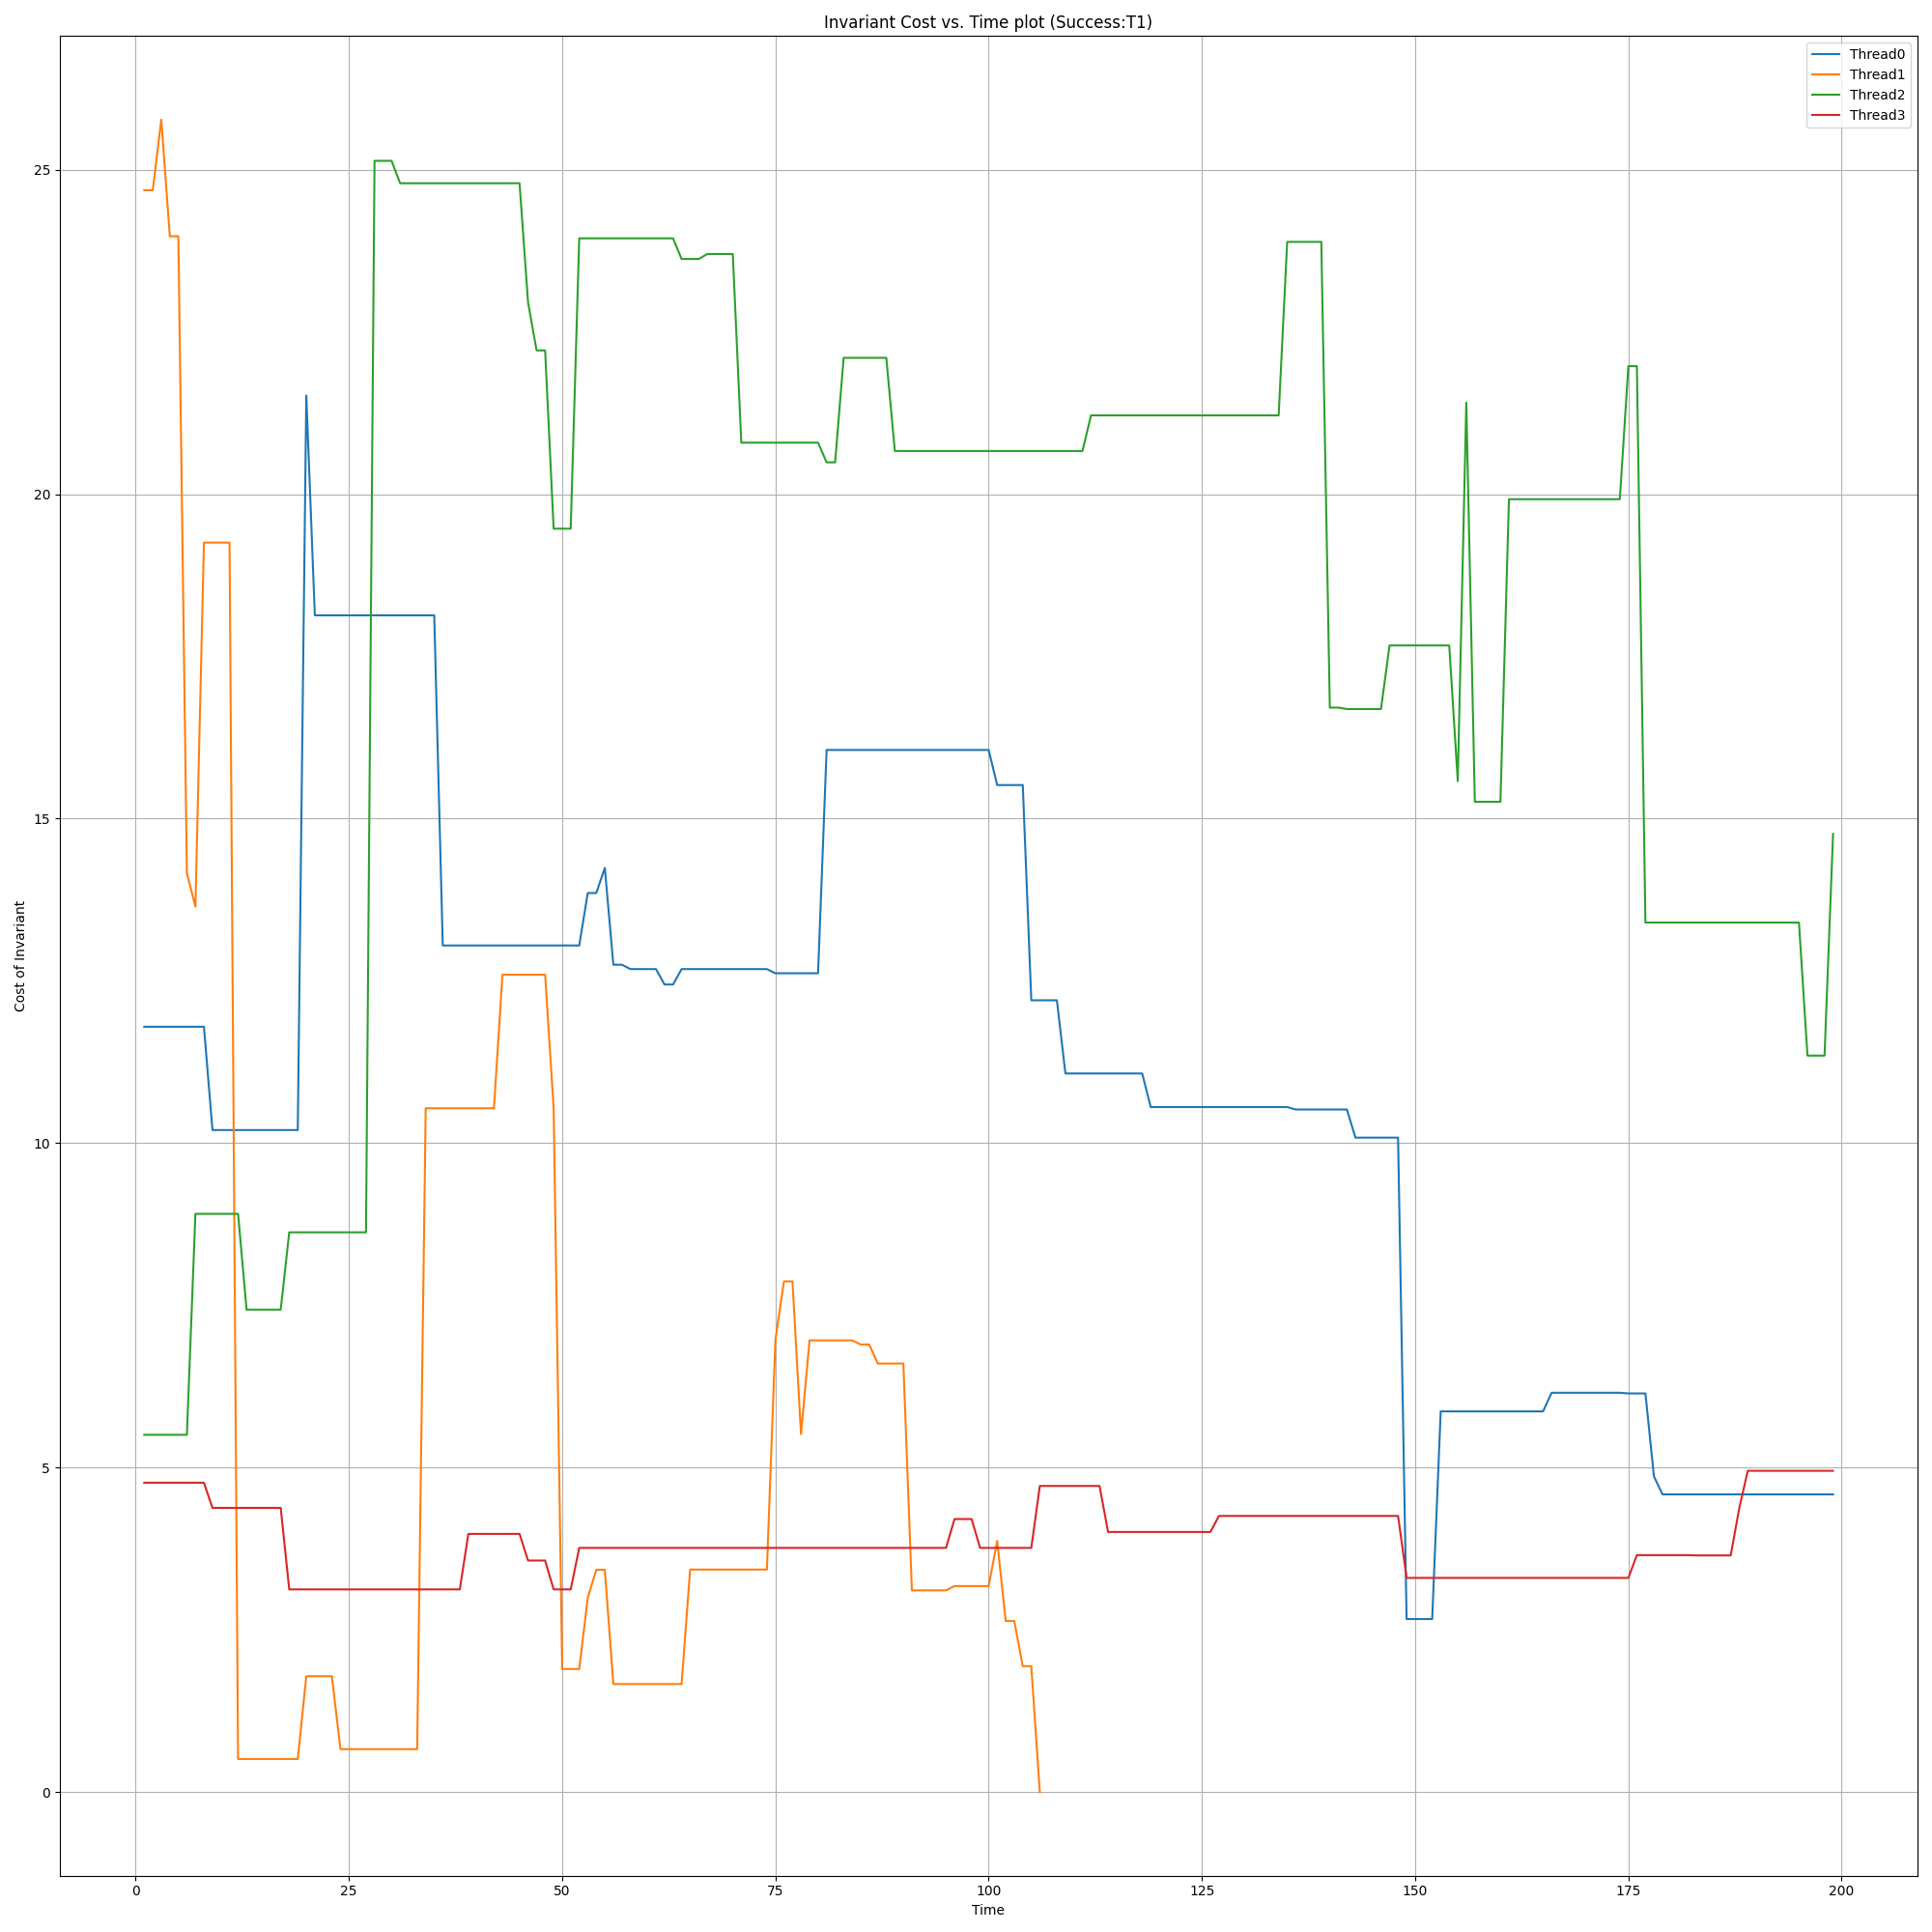 Invariant Cost vs. Time plot (Success:T1)
Thread0
Thread1
Thread2
Thread3
Cost of Invariant
25
20
15
10
5
0
0 25 50 75 100 125 150 175 200
Time